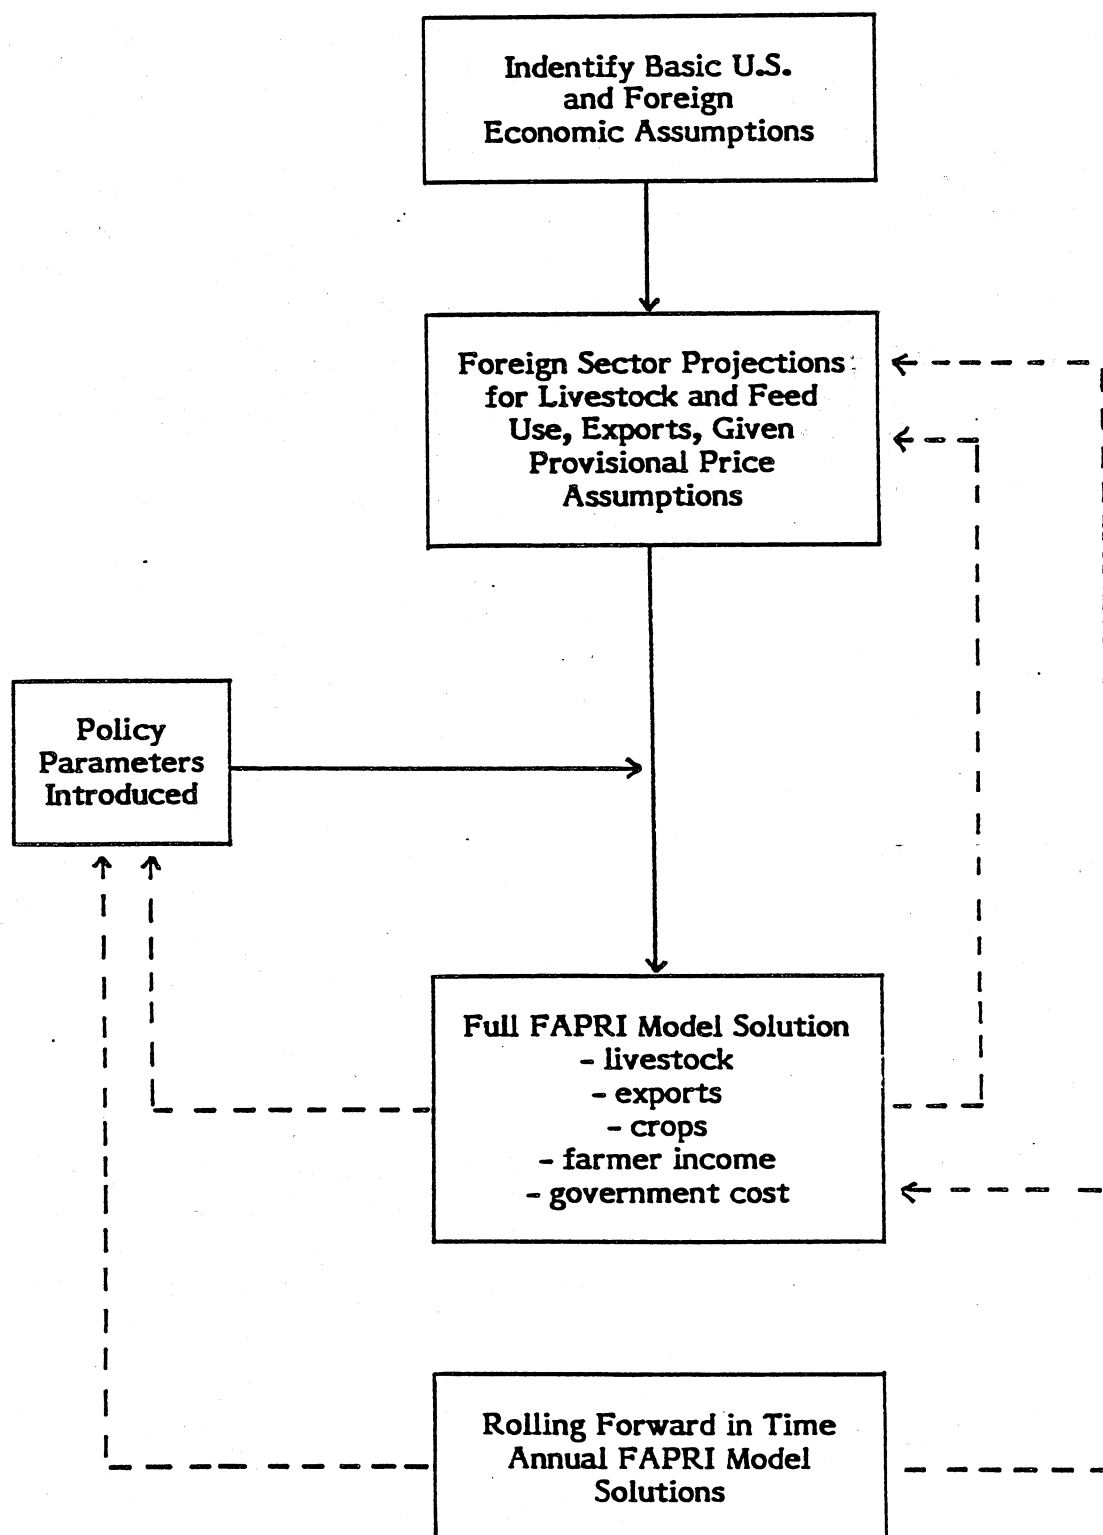 Indentify Basic U.S.
and Foreign
Economic Assumptions
Foreign Sector Projections
for Livestock and Feed
Use, Exports, Given
Provisional Price
Assumptions
Policy
Parameters
Introduced
Full FAPRI Model Solution
- livestock
- exports
- crops
- farmer income
- government cost
Rolling Forward in Time
Annual FAPRI Model
Solutions